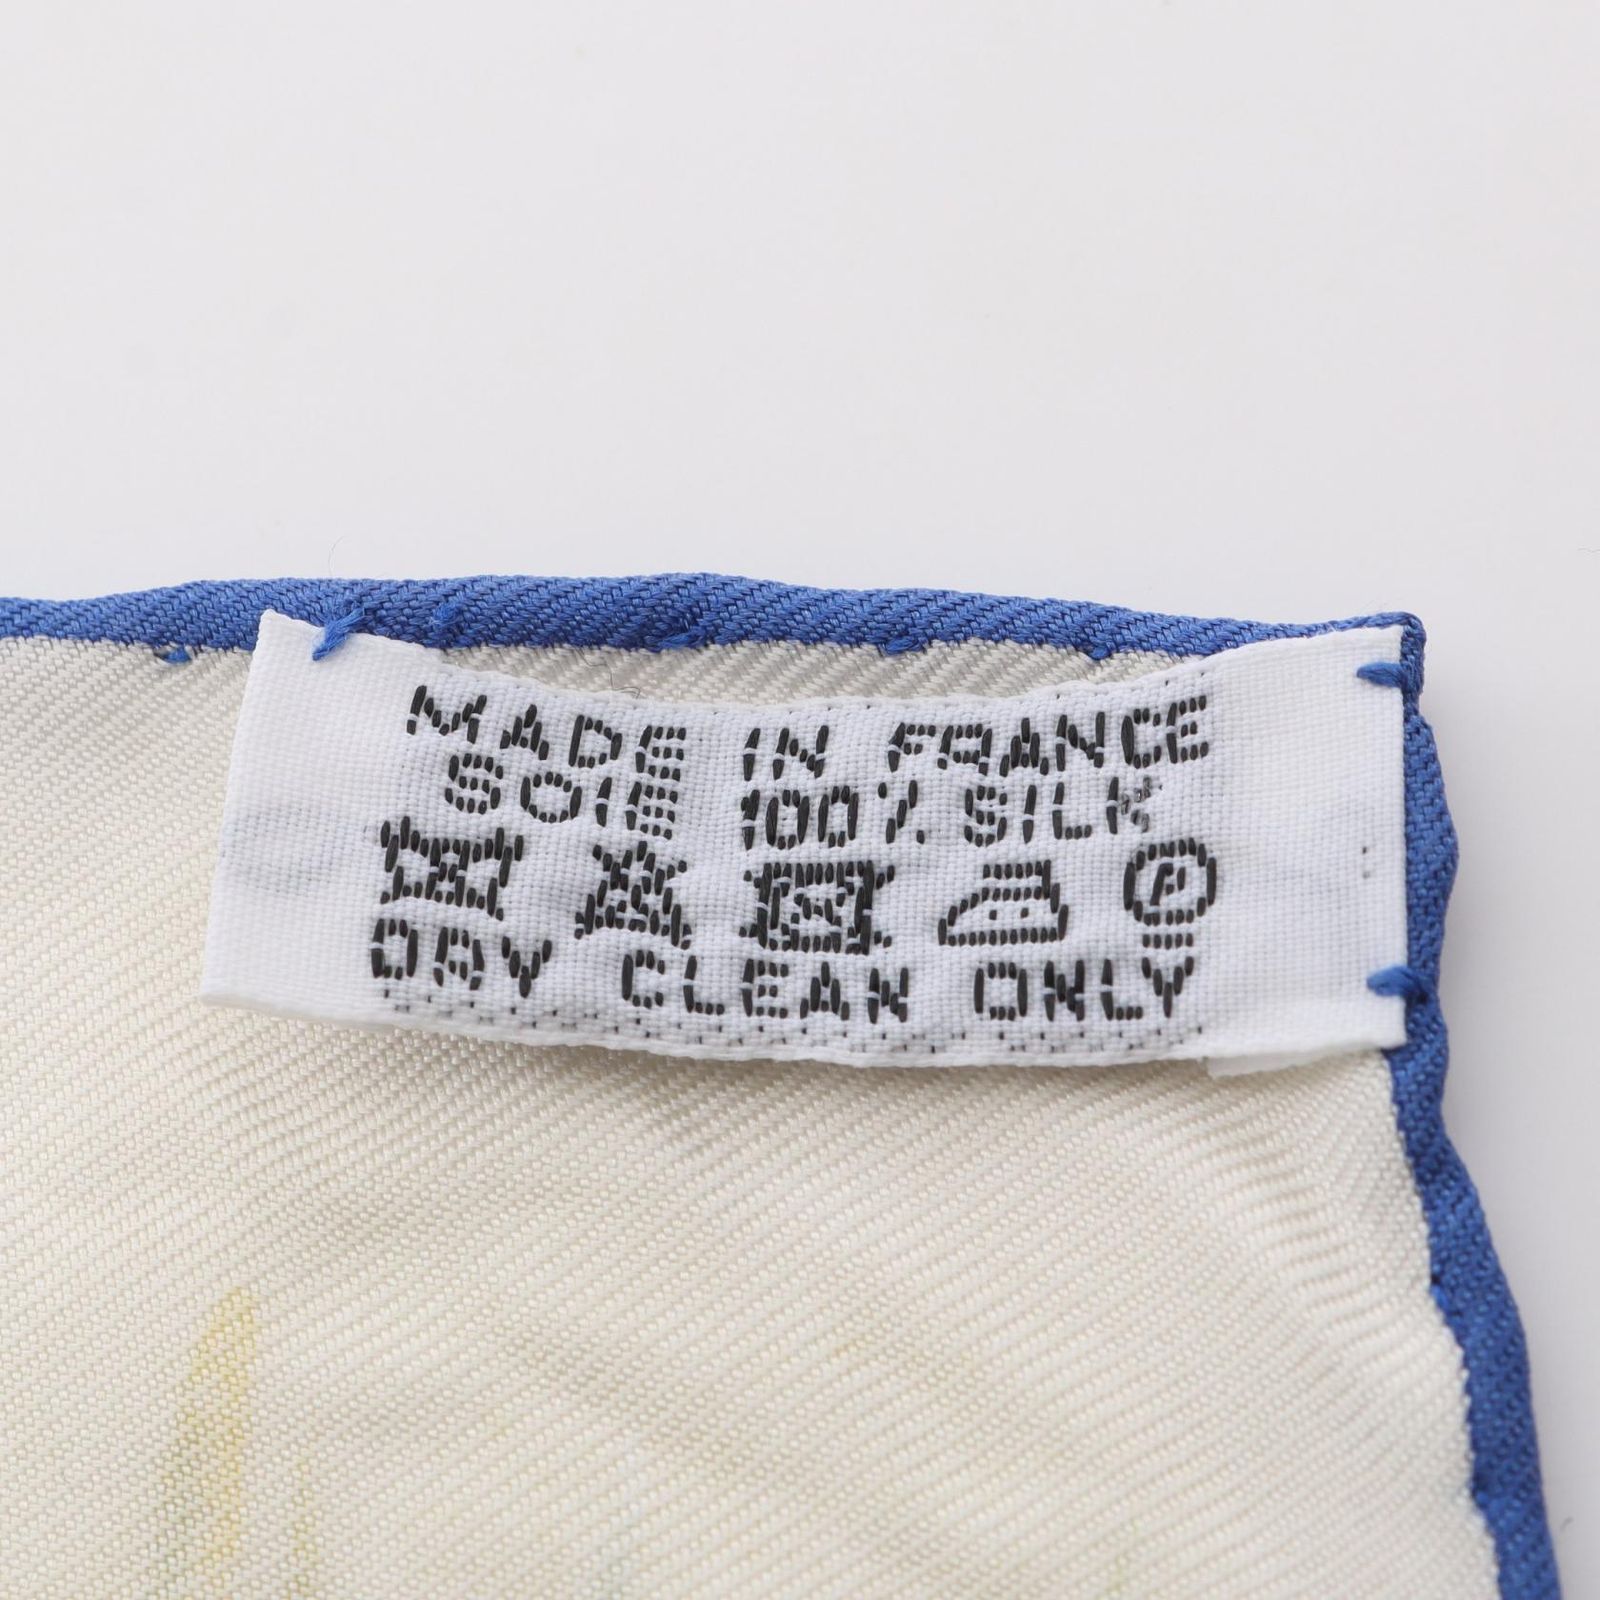 MADE IN FRANCE
SOIE 100% SILK
P
DRY CLEAN ONLY